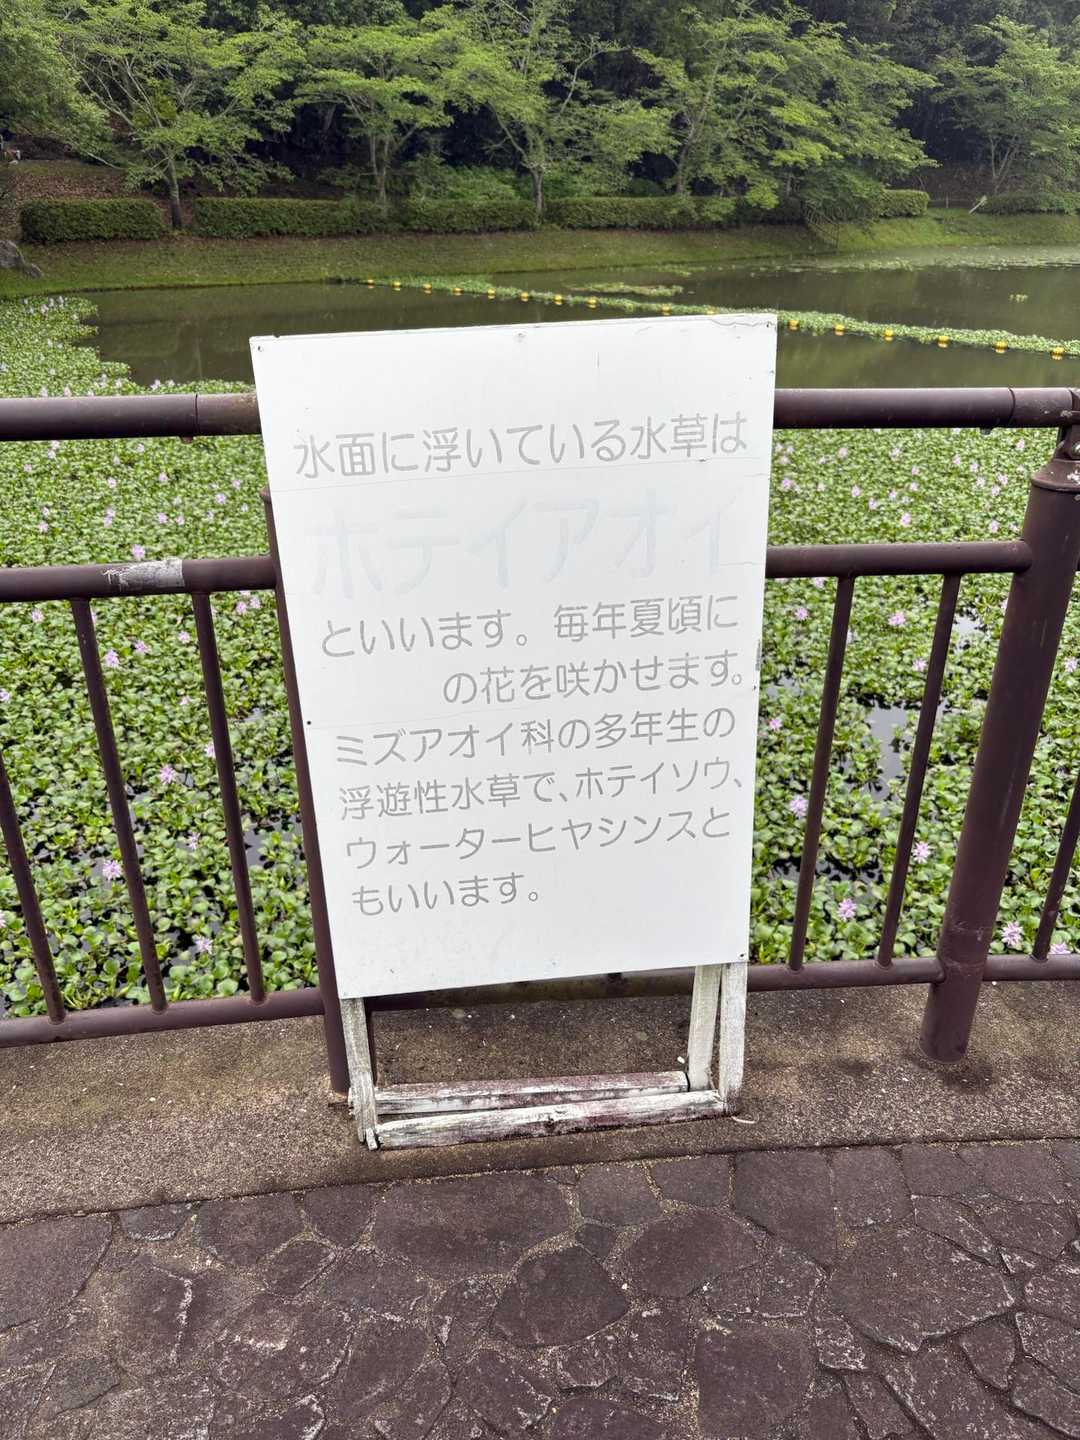 水面に浮いている水草は
ホテイアオイ
といいます。毎年夏頃に
の花を咲かせます。
ミズアオイ科の多年生の
浮遊性水草で、ホテイソウ、
ウォーターヒヤシンスと
もいいます。